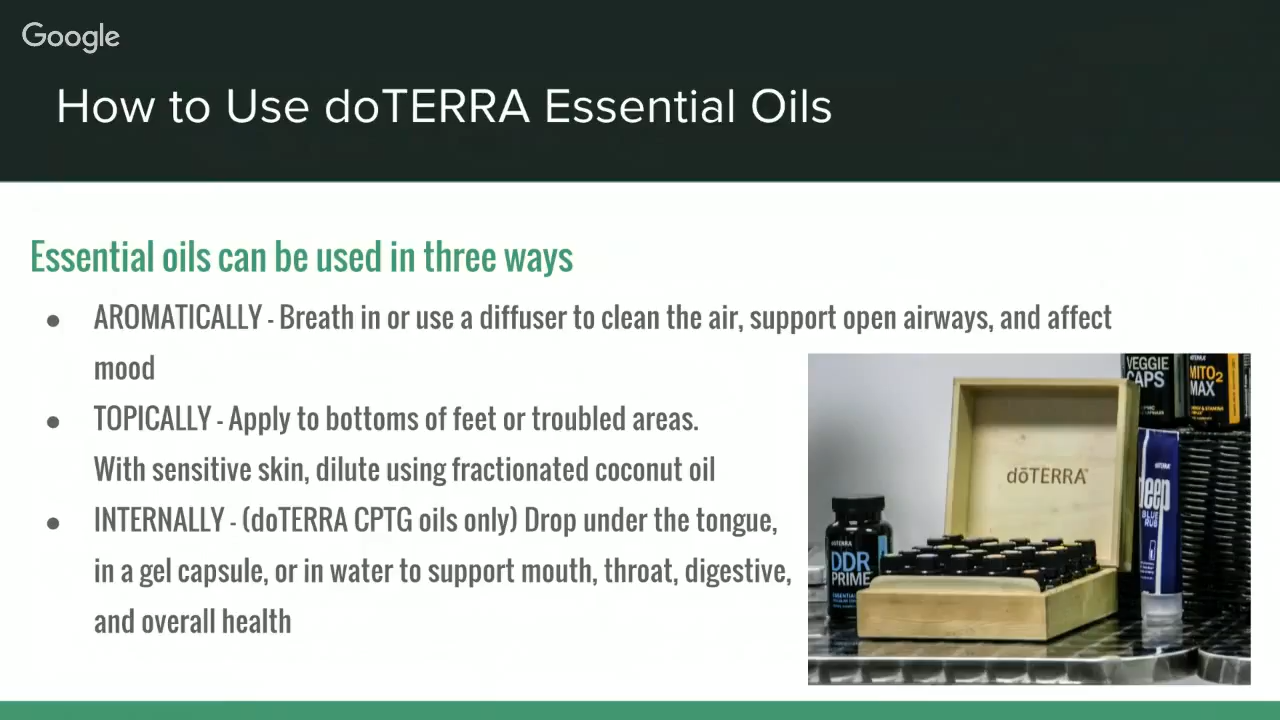 Google
How to Use doTERRA Essential Oils
Essential oils can be used in three ways
● AROMATICALLY - Breath in or use a diffuser to clean the air, support open airways, and affect
mood
● TOPICALLY - Apply to bottoms of feet or troubled areas.
With sensitive skin, dilute using fractionated coconut oil
● INTERNALLY - (doTERRA CPTG oils only) Drop under the tongue,
in a gel capsule, or in water to support mouth, throat, digestive,
and overall health
VEGGIE
CAPS
MITO2
MAX
dōTERRA
deep
BLUE
RUB
DDR
PRIME